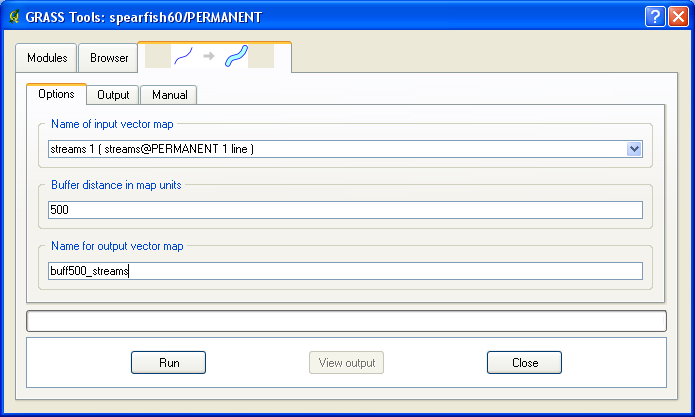 GRASS Tools: spearfish60/PERMANENT
Modules Browser
Options Output Manual
Name of input vector map
streams 1 ( streams@PERMANENT 1 line )
Buffer distance in map units
500
Name for output vector map
buff500_streams
Run View output Close